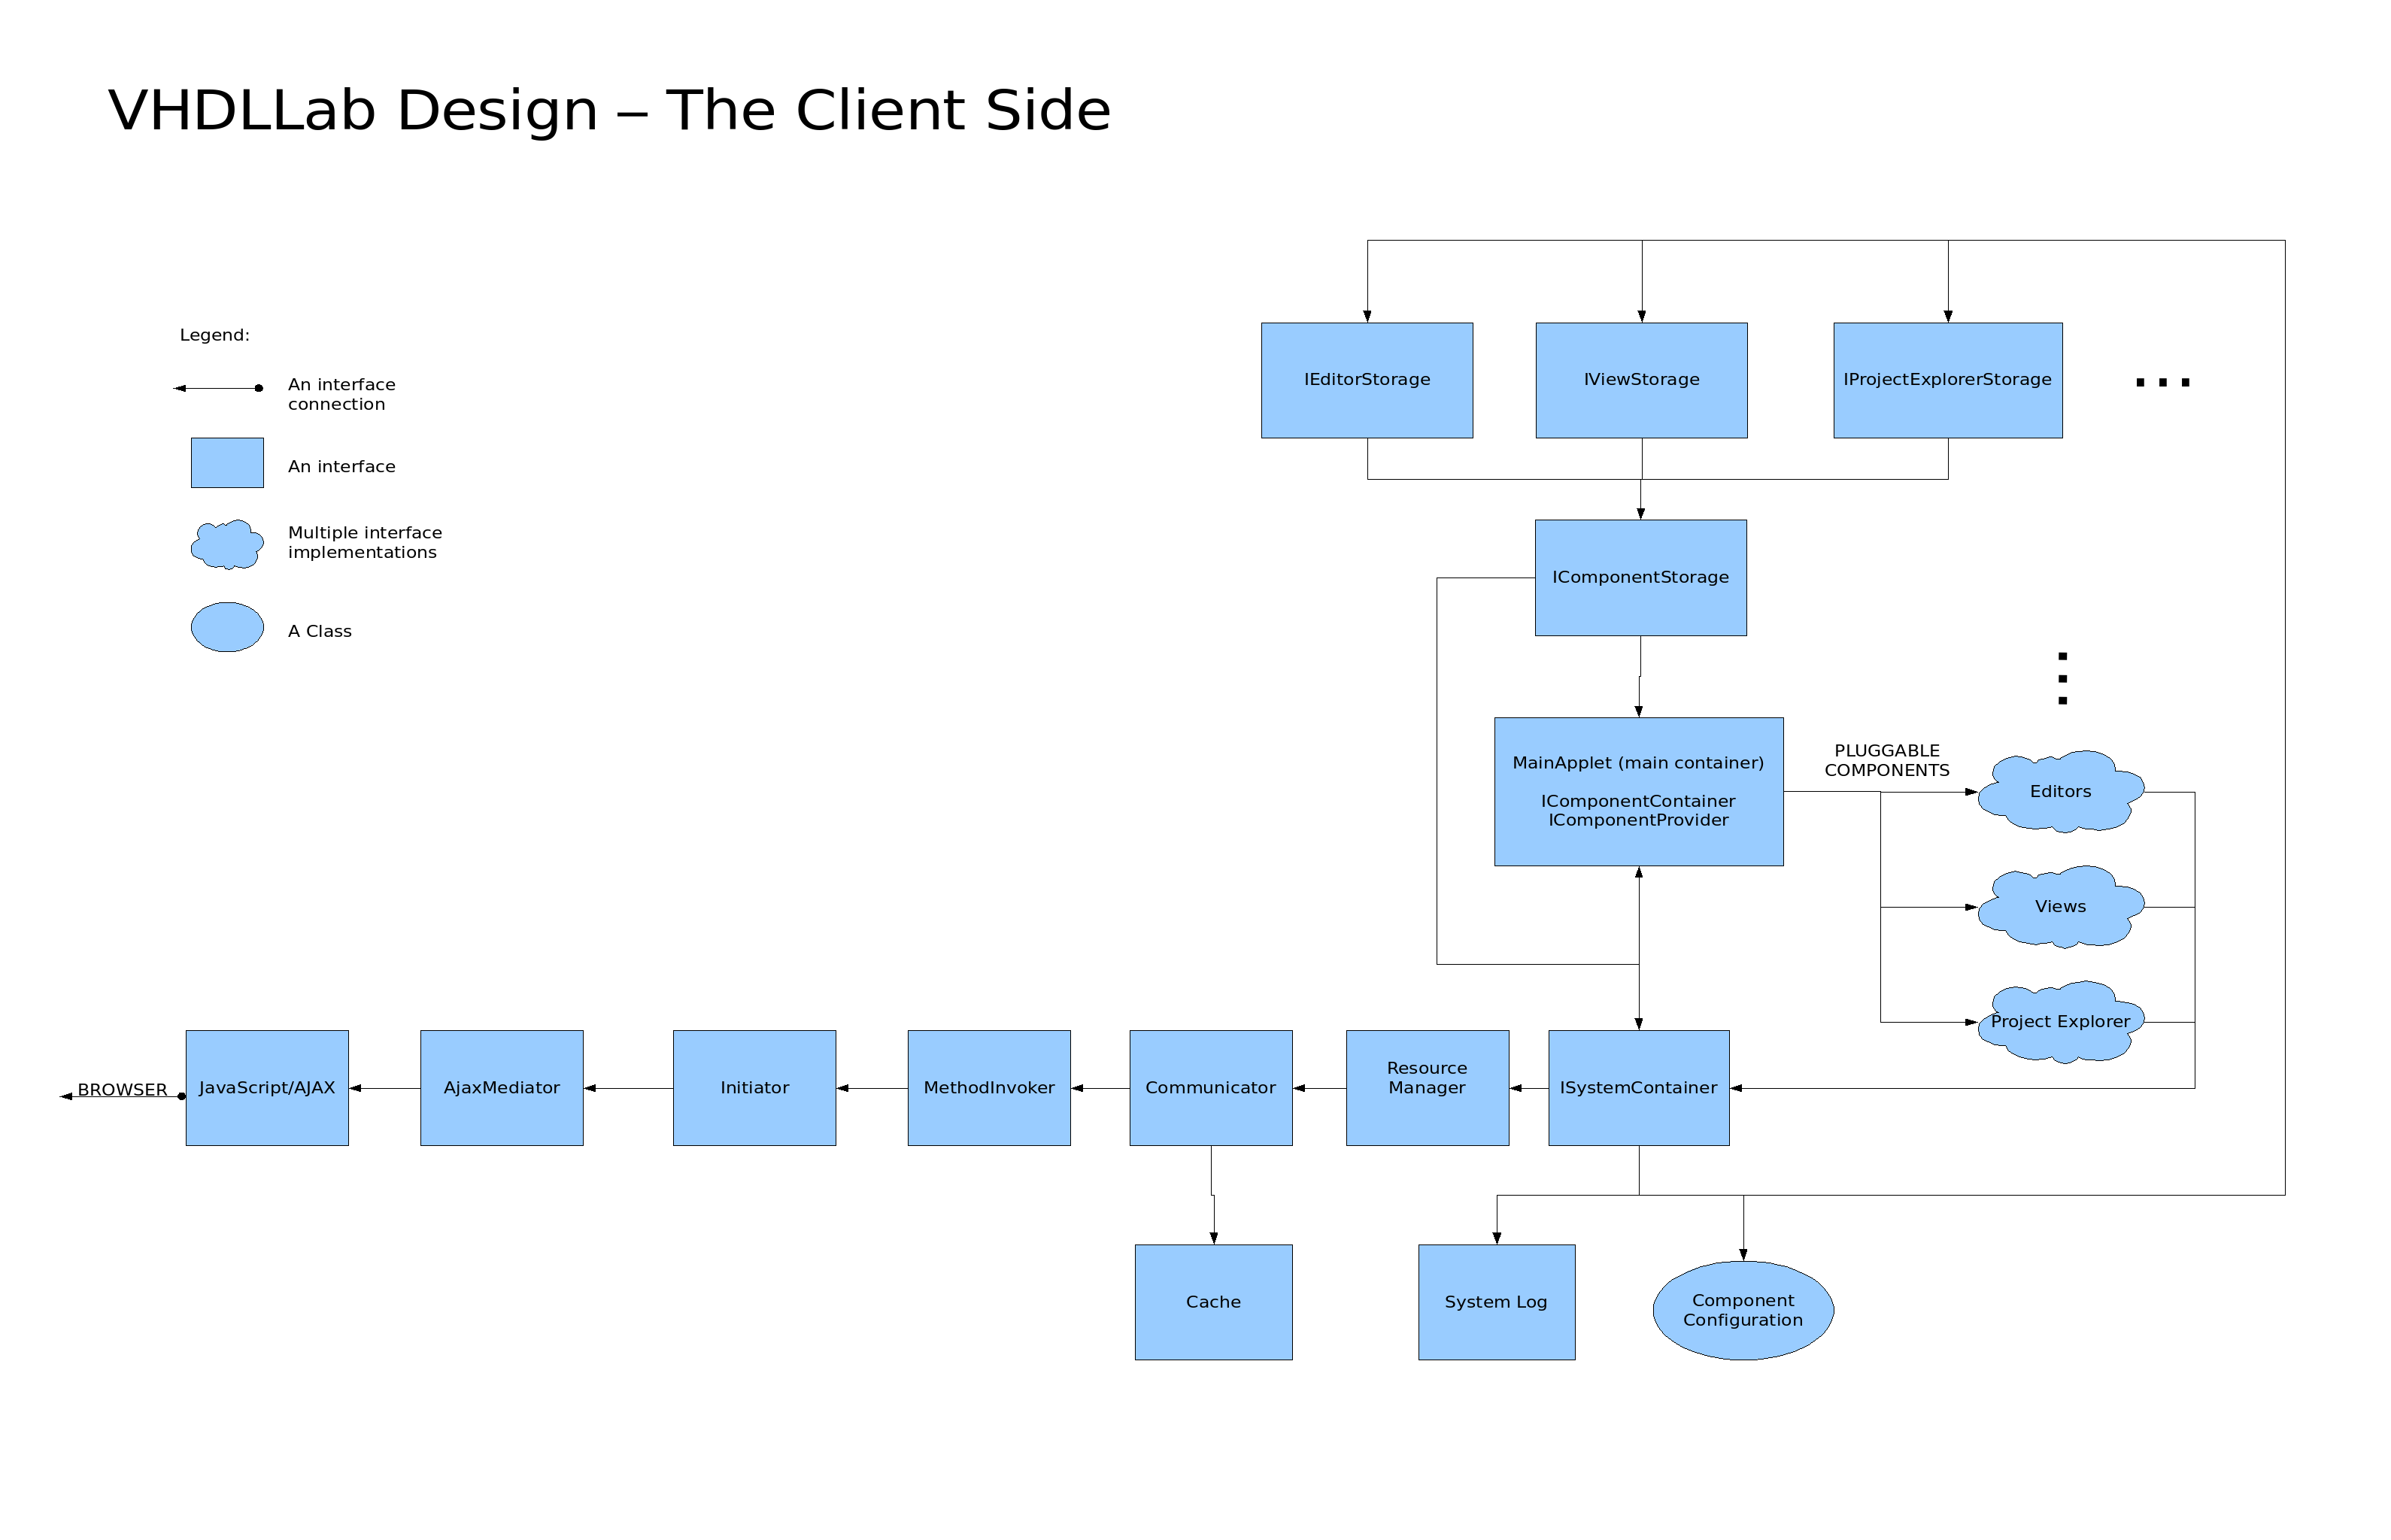 VHDLLab Design – The Client Side
Legend:
An interface
connection
An interface
Multiple interface
implementations
A Class
IEditorStorage
IViewStorage
IProjectExplorerStorage
IComponentStorage
MainApplet (main container)
IComponentContainer
IComponentProvider
PLUGGABLE
COMPONENTS
Editors
Views
Project Explorer
BROWSER
JavaScript/AJAX
AjaxMediator
Initiator
MethodInvoker
Communicator
Resource
Manager
ISystemContainer
Cache
System Log
Component
Configuration